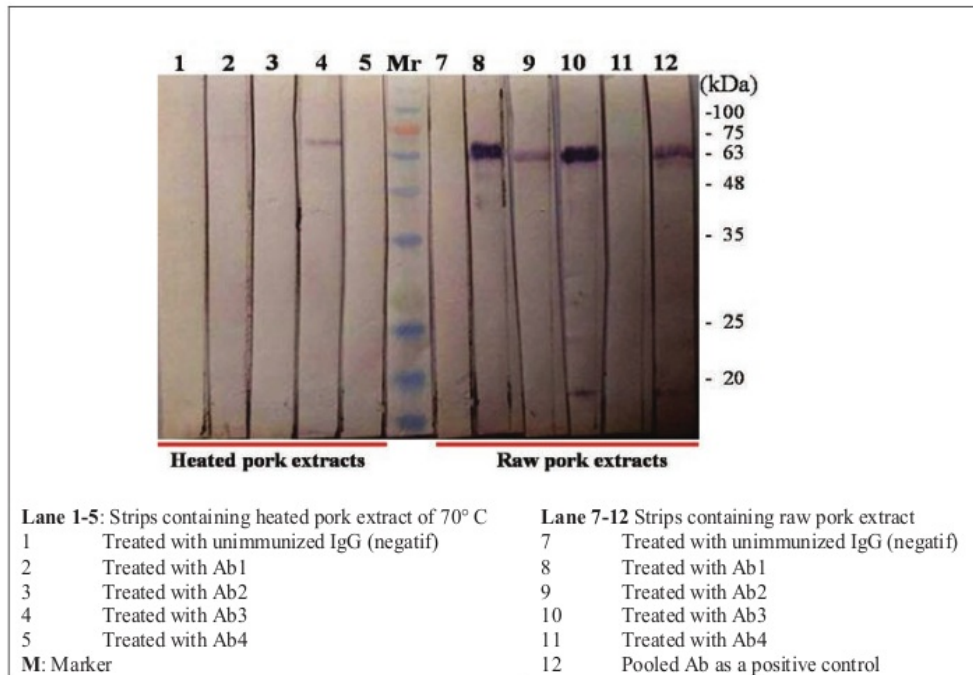 1 2 3 4 5 Mr 7 8 9 10 11 12
(kDa)
-100
- 75
- 63
- 48
- 35
- 25
- 20
Heated pork extracts Raw pork extracts
Lane 1-5: Strips containing heated pork extract of 70° C
1 Treated with unimmunized IgG (negatif)
2 Treated with Ab1
3 Treated with Ab2
4 Treated with Ab3
5 Treated with Ab4
M: Marker
Lane 7-12 Strips containing raw pork extract
7 Treated with unimmunized IgG (negatif)
8 Treated with Ab1
9 Treated with Ab2
10 Treated with Ab3
11 Treated with Ab4
12 Pooled Ab as a positive control